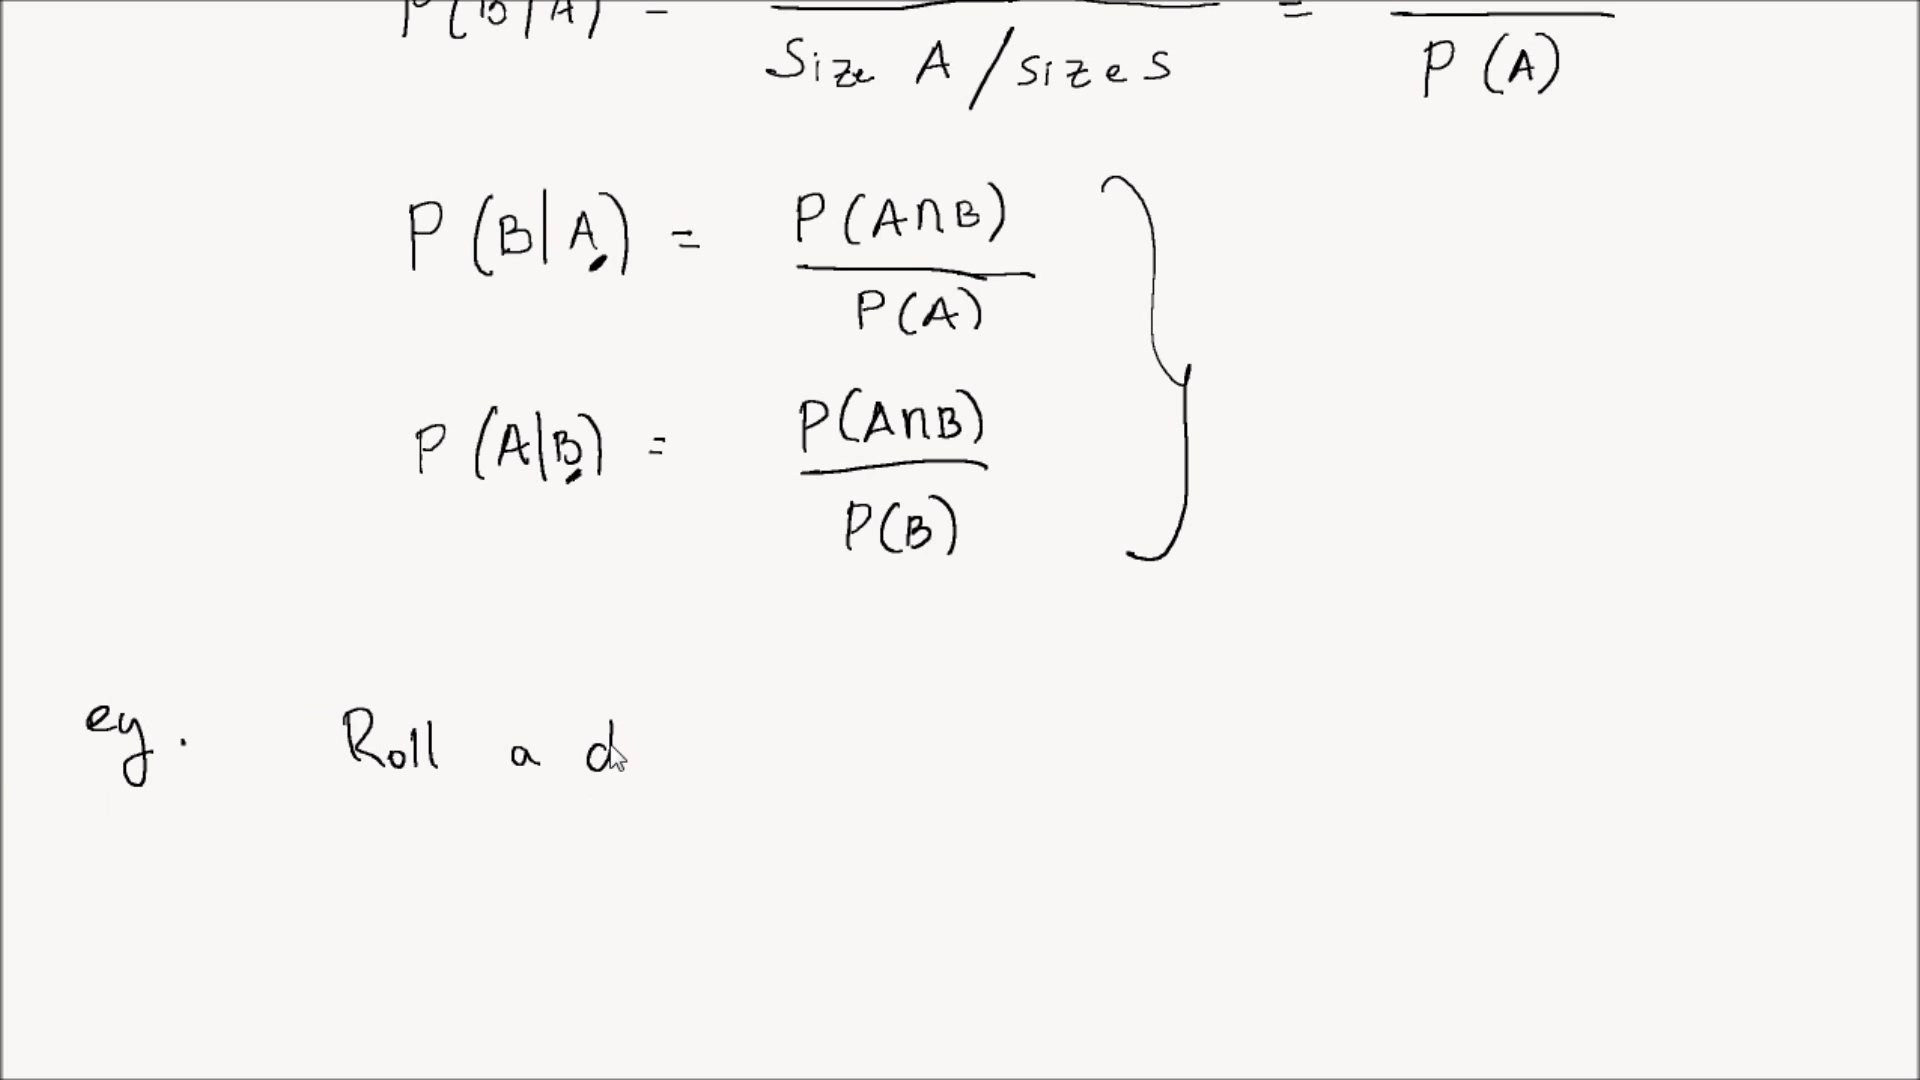 P(B|A) =  =
Size A / size S  P(A)
P(B|A) = P(A∩B)
P(A)
P(A|B) = P(A∩B)
P(B)
eg. Roll a d